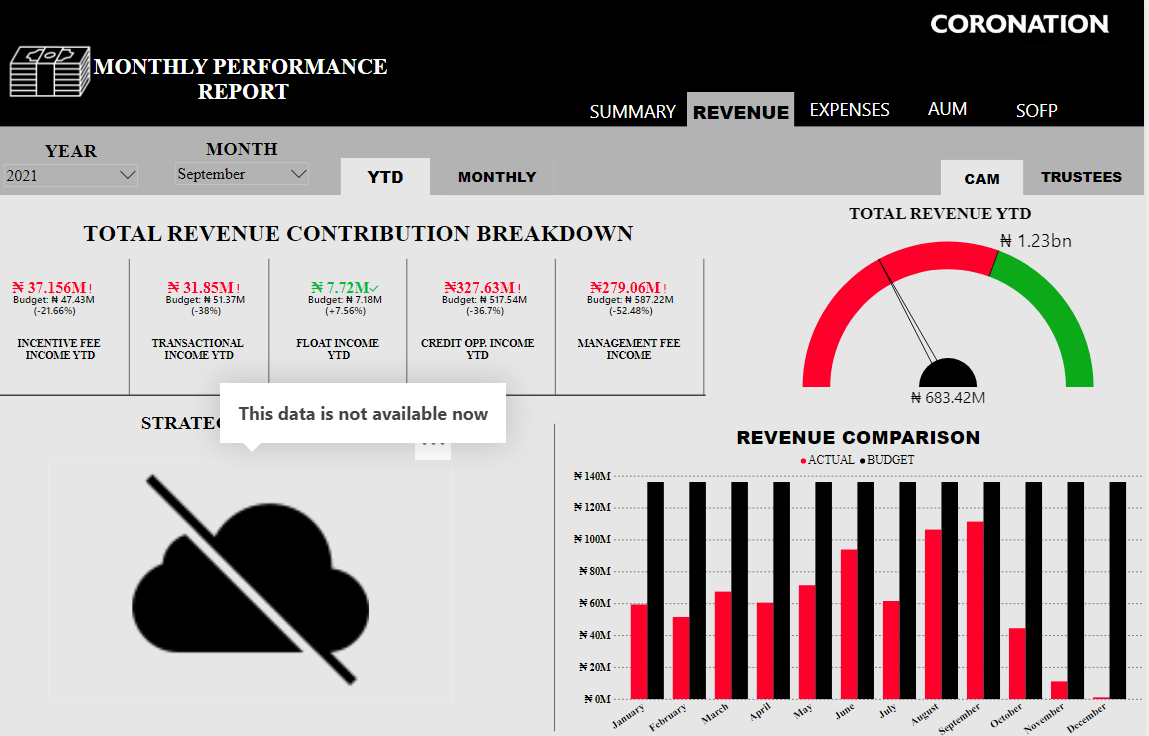 CORONATION
MONTHLY PERFORMANCE
REPORT
SUMMARY
REVENUE
EXPENSES
AUM
SOFP
YEAR
2021
MONTH
September
YTD
MONTHLY
CAM
TRUSTEES
TOTAL REVENUE CONTRIBUTION BREAKDOWN
₦ 37.156M!
Budget: ₦ 47.43M
(-21.66%)
INCENTIVE FEE
INCOME YTD
₦ 31.85M!
Budget: ₦ 51.37M
(-38%)
TRANSACTIONAL
INCOME YTD
₦ 7.72M✓
Budget: ₦ 7.18M
(+7.56%)
FLOAT INCOME
YTD
₦327.63M!
Budget: ₦ 517.54M
(-36.7%)
CREDIT OPP. INCOME
YTD
₦279.06M!
Budget: ₦ 587.22M
(-52.48%)
MANAGEMENT FEE
INCOME
TOTAL REVENUE YTD
₦ 1.23bn
₦ 683.42M
This data is not available now
REVENUE COMPARISON
ACTUAL BUDGET
₦ 140M
₦ 120M
₦ 100M
₦ 80M
₦ 60M
₦ 40M
₦ 20M
₦ 0M
January
February
March
April
May
June
July
August
September
October
November
December